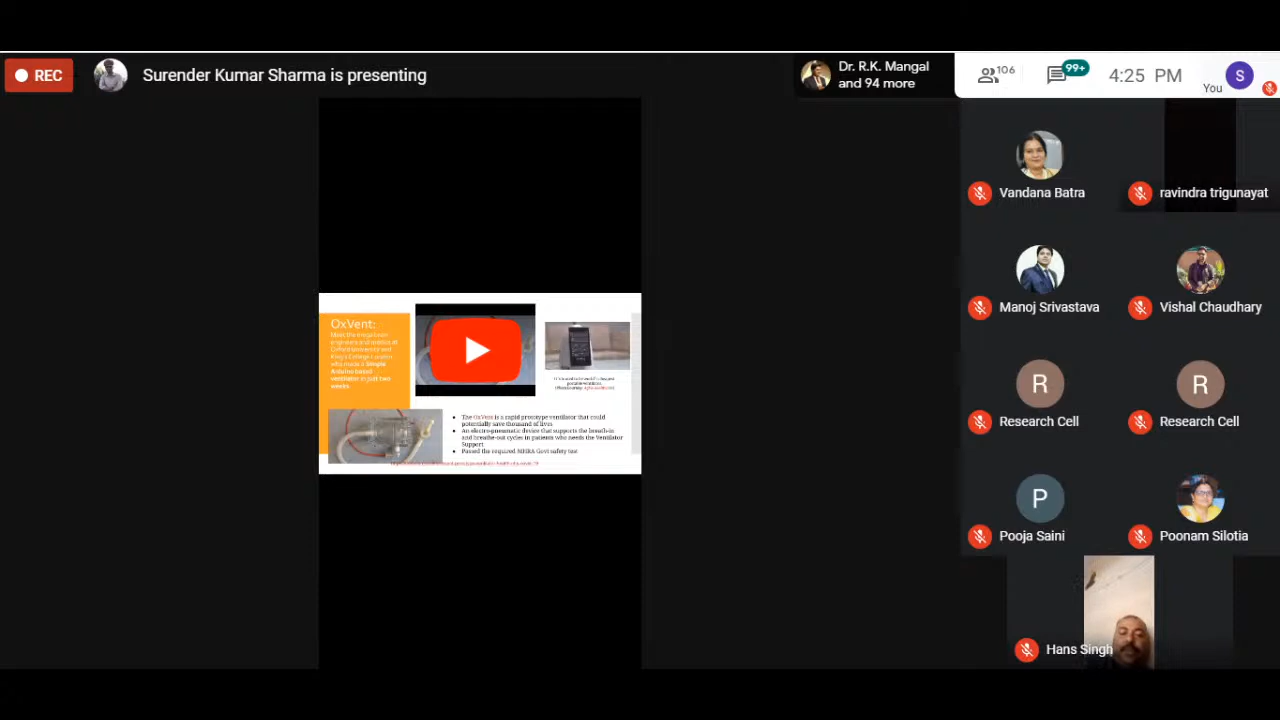 REC
Surender Kumar Sharma is presenting
Dr. R.K. Mangal
and 94 more
106
99+
4:25 PM
You
S
Vandana Batra
ravindra trigunayat
Manoj Srivastava
Vishal Chaudhary
R
Research Cell
R
Research Cell
P
Pooja Saini
Poonam Silotia
Hans Singh
OxVent:
Meet the
engineers and medics at
Oxford University and
King's College London
who made a Simple
ventilator in just two
weeks
The OxVent is a rapid prototype ventilator that could
potentially save thousand of lives
An electro-pneumatic device that supports the breath-in
and breathe-out cycles in patients who needs the Ventilator
Support
Passed the required MHRA Govt safety test